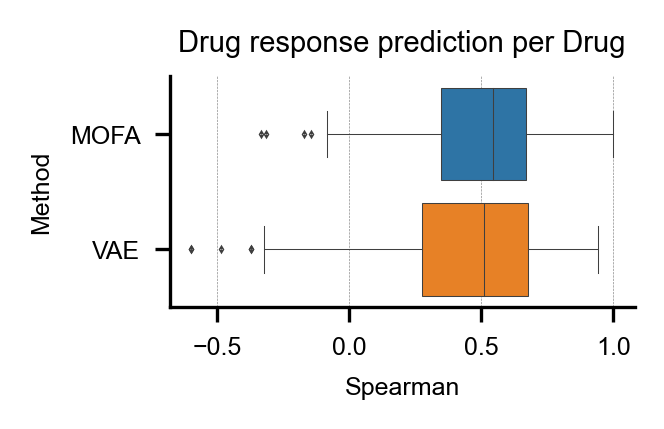 Drug response prediction per Drug
MOFA
VAE
Method
−0.5 0.0 0.5 1.0
Spearman